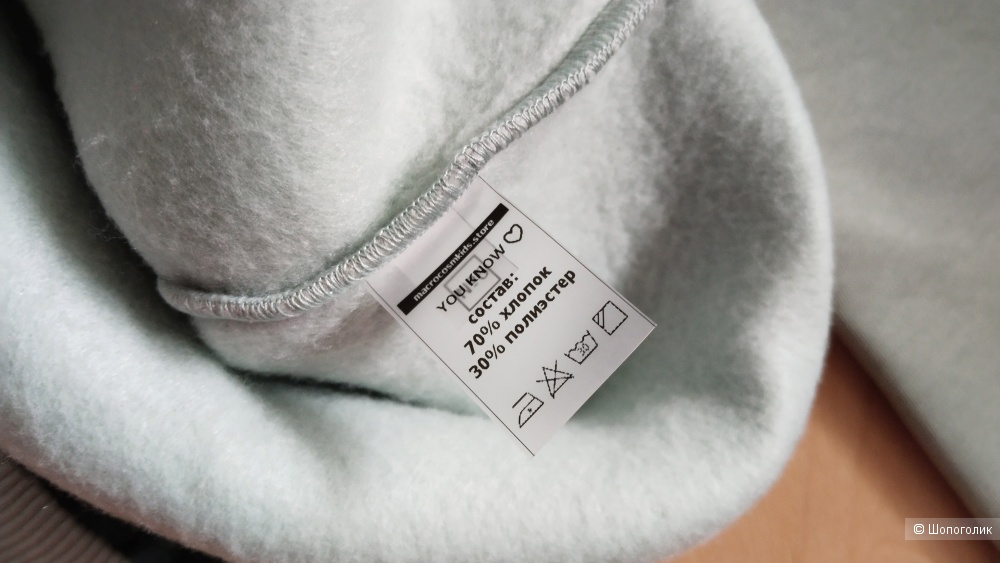 macrocosmkids.store
YOU KNOW
состав:
70% хлопок
30% полиэстер
30°
© Шопоголик